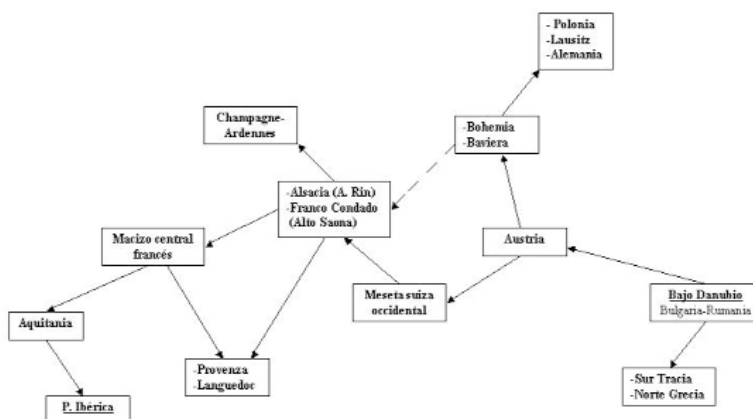 - Polonia
-Lausitz
-Alemania
Champagne-
Ardennes
-Bohemia
-Baviera
-Alsacia (A. Rin)
-Franco Condado
(Alto Saona)
Macizo central
francés
Austria
Meseta suiza
occidental
Bajo Danubio
Bulgaria-Rumania
Aquitania
-Provenza
-Languedoc
-Sur Tracia
-Norte Grecia
P. Ibérica